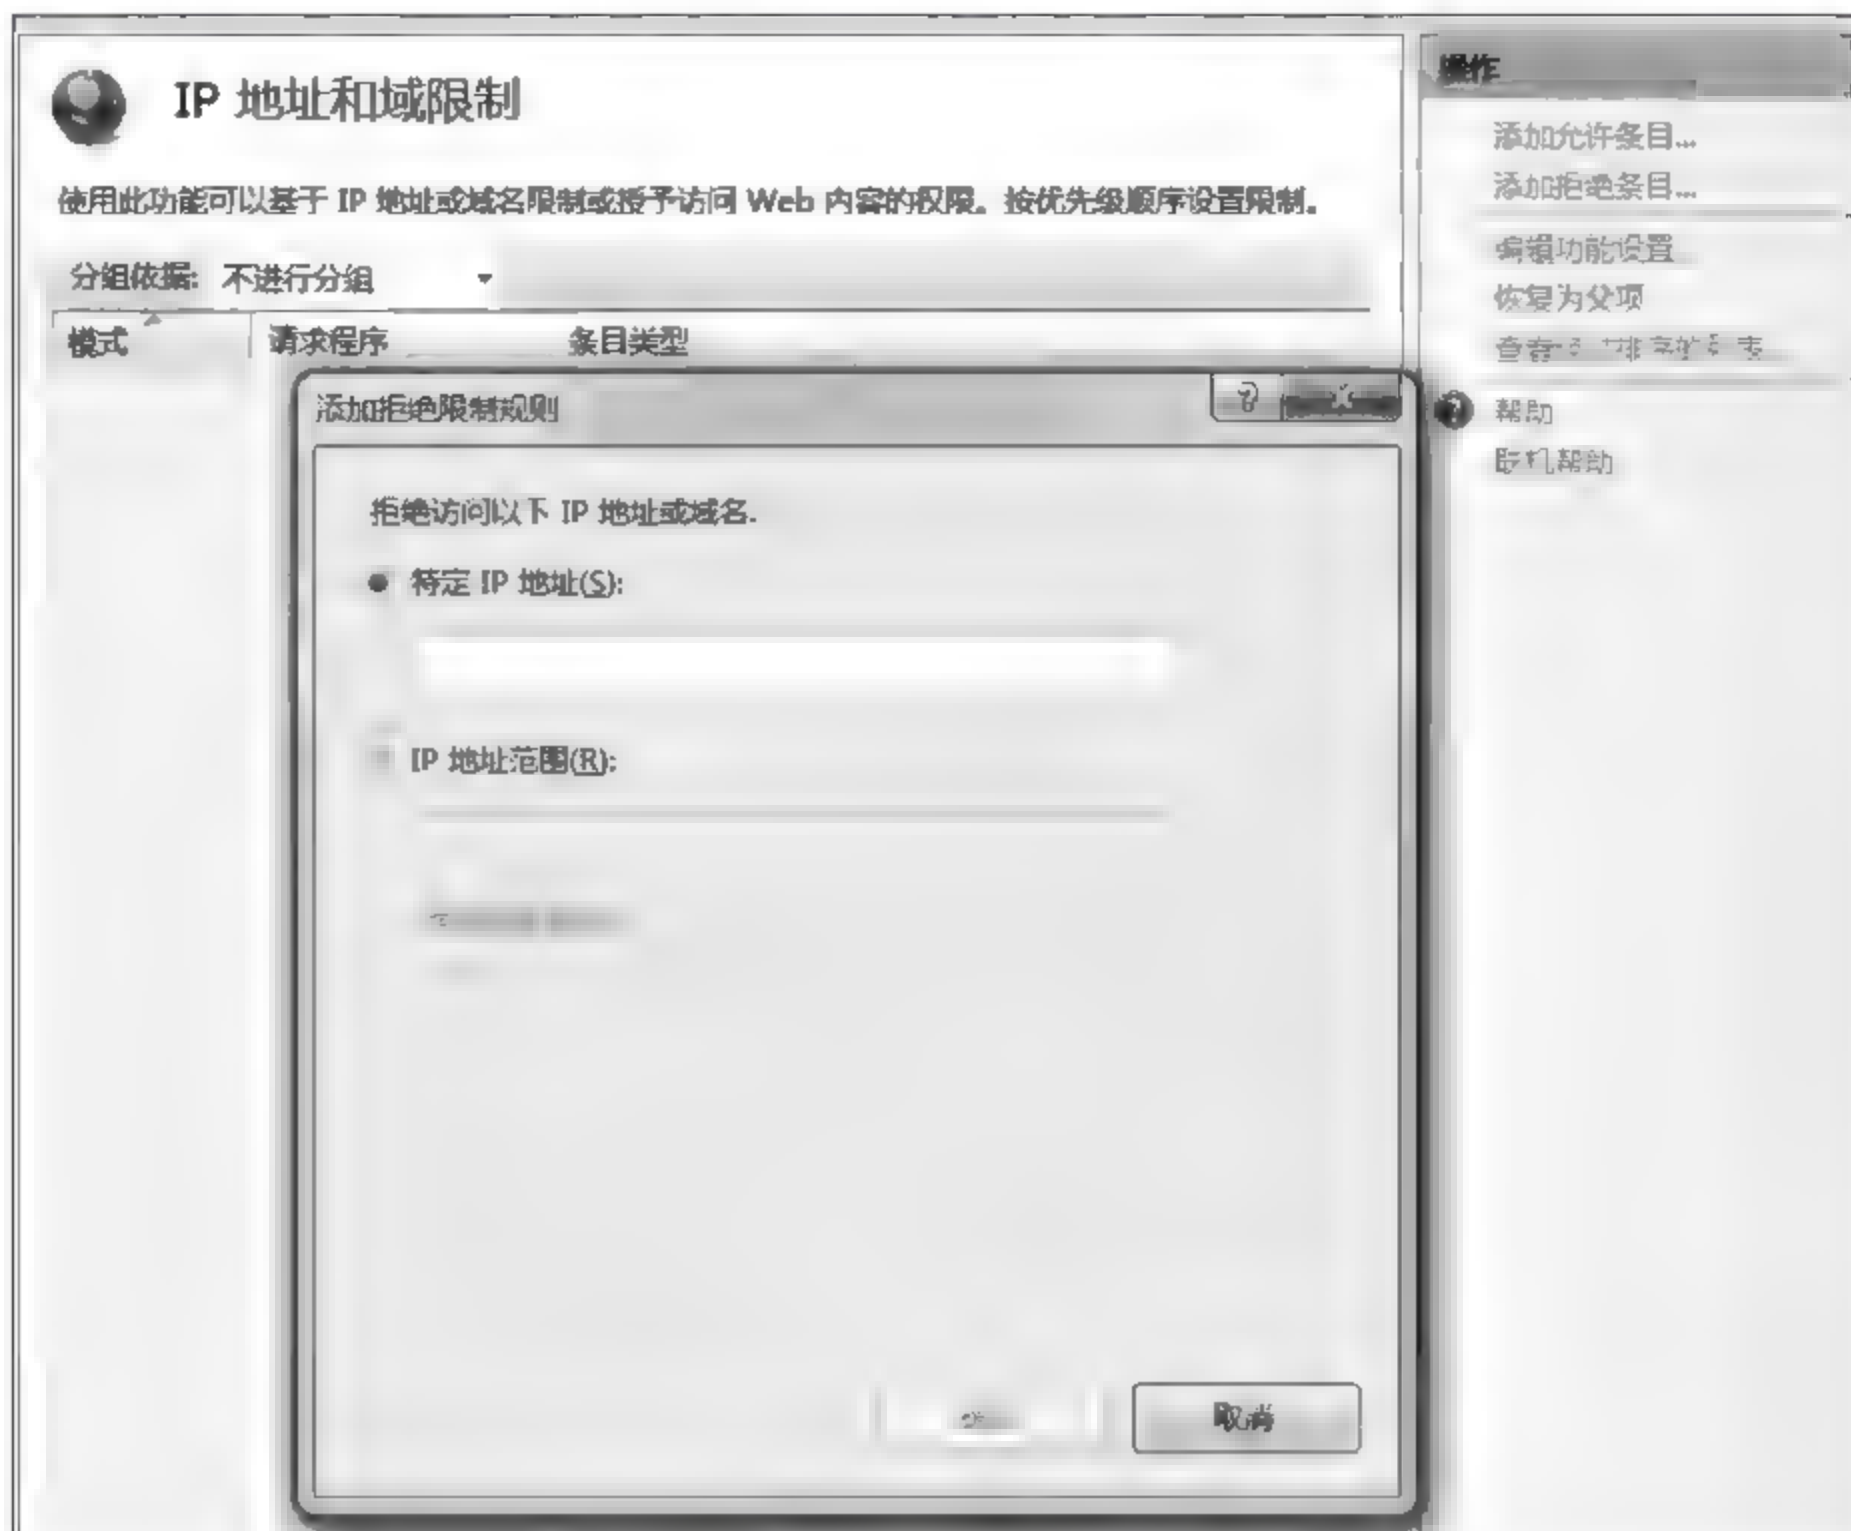 IP 地址和域限制
使用此功能可以基于 IP 地址或域名限制或授予访问 Web 内容的权限。按优先级顺序设置限制。
分组依据: 不进行分组
模式 请求程序 条目类型
添加拒绝限制规则
拒绝访问以下 IP 地址或域名.
特定 IP 地址(S):
IP 地址范围(R):
取消
操作
添加允许条目...
添加拒绝条目...
编辑功能设置
恢复为父项
帮助
联机帮助